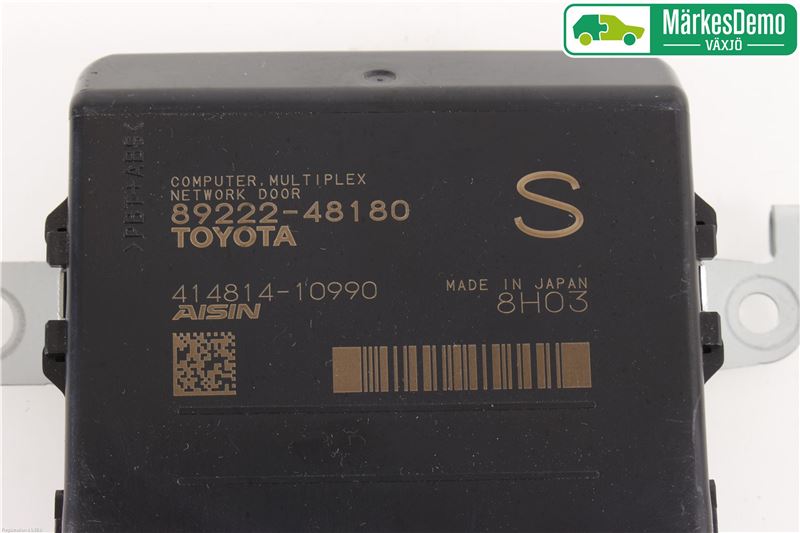 MärkesDemo
VÄXJÖ
>PBT+ABS<
COMPUTER, MULTIPLEX
NETWORK DOOR
89222-48180
TOYOTA
S
414814-10990
AISIN
MADE IN JAPAN
8H03